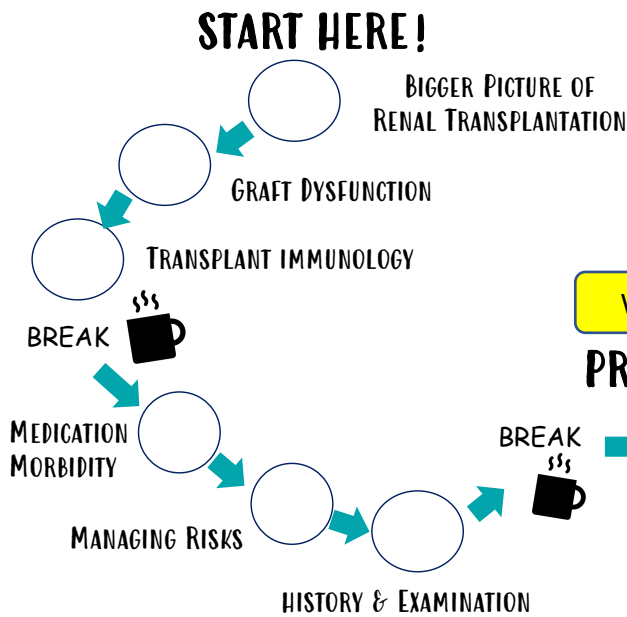 START HERE!
BIGGER PICTURE OF
RENAL TRANSPLANTATION
GRAFT DYSFUNCTION
TRANSPLANT IMMUNOLOGY
BREAK
MEDICATION
MORBIDITY
MANAGING RISKS
HISTORY & EXAMINATION
BREAK